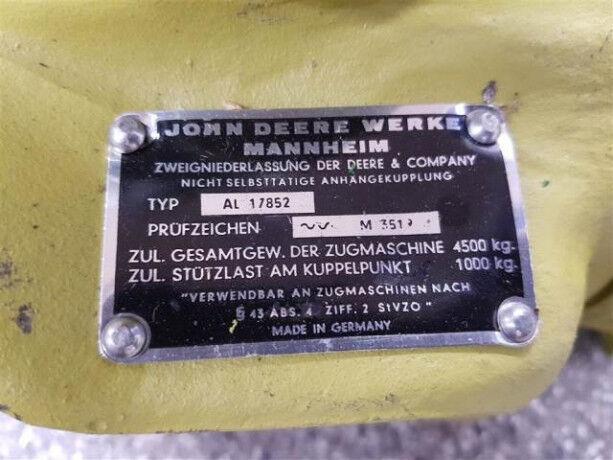 JOHN DEERE WERKE
MANNHEIM
ZWEIGNIEDERLASSUNG DER DEERE & COMPANY
NICHT SELBSTTÄTIGE ANHÄNGEKUPPLUNG
TYP AL 17852
PRÜFZEICHEN ~~ M
ZUL. GESAMTGEW. DER ZUGMASCHINE 4500 kg.
ZUL. STÜTZLAST AM KUPPELPUNKT 1000 kg.
"VERWENDBAR AN ZUGMASCHINEN NACH
§ 43 ABS. 4 ZIFF. 2 StVZO"
MADE IN GERMANY